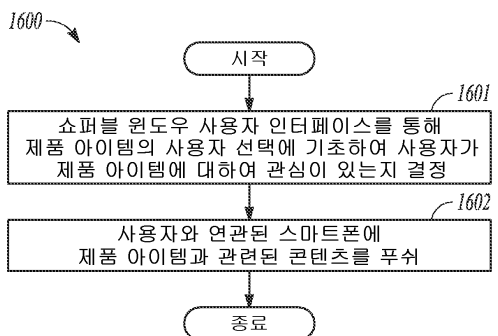 1600
시작
1601
쇼퍼블 윈도우 사용자 인터페이스를 통해
제품 아이템의 사용자 선택에 기초하여 사용자가
제품 아이템에 대하여 관심이 있는지 결정
1602
사용자와 연관된 스마트폰에
제품 아이템과 관련된 콘텐츠를 푸쉬
종료